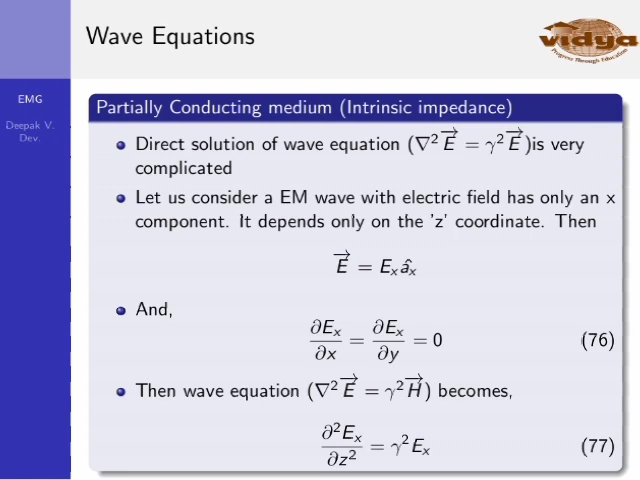 Wave Equations
vidya
Progress Through Education
EMG
Deepak V.
Dev.
Partially Conducting medium (Intrinsic impedance)
Direct solution of wave equation (∇²E⃗ = γ²E⃗)is very
complicated
Let us consider a EM wave with electric field has only an x
component. It depends only on the 'z' coordinate. Then
E⃗ = Eₓâₓ
And,
∂Eₓ/∂x = ∂Eₓ/∂y = 0 (76)
Then wave equation (∇²E⃗ = γ²H⃗) becomes,
∂²Eₓ/∂z² = γ²Eₓ (77)